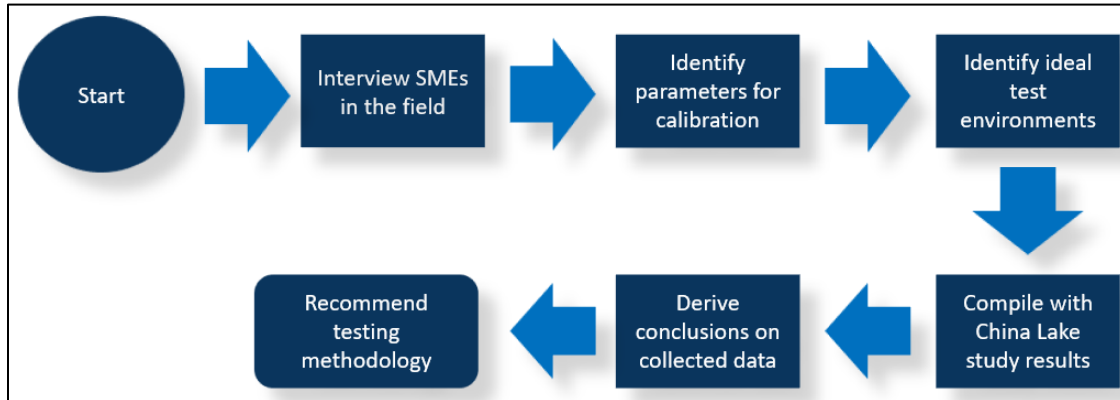 Start
Interview SMEs
in the field
Identify
parameters for
calibration
Identify ideal
test
environments
Compile with
China Lake
study results
Derive
conclusions on
collected data
Recommend
testing
methodology